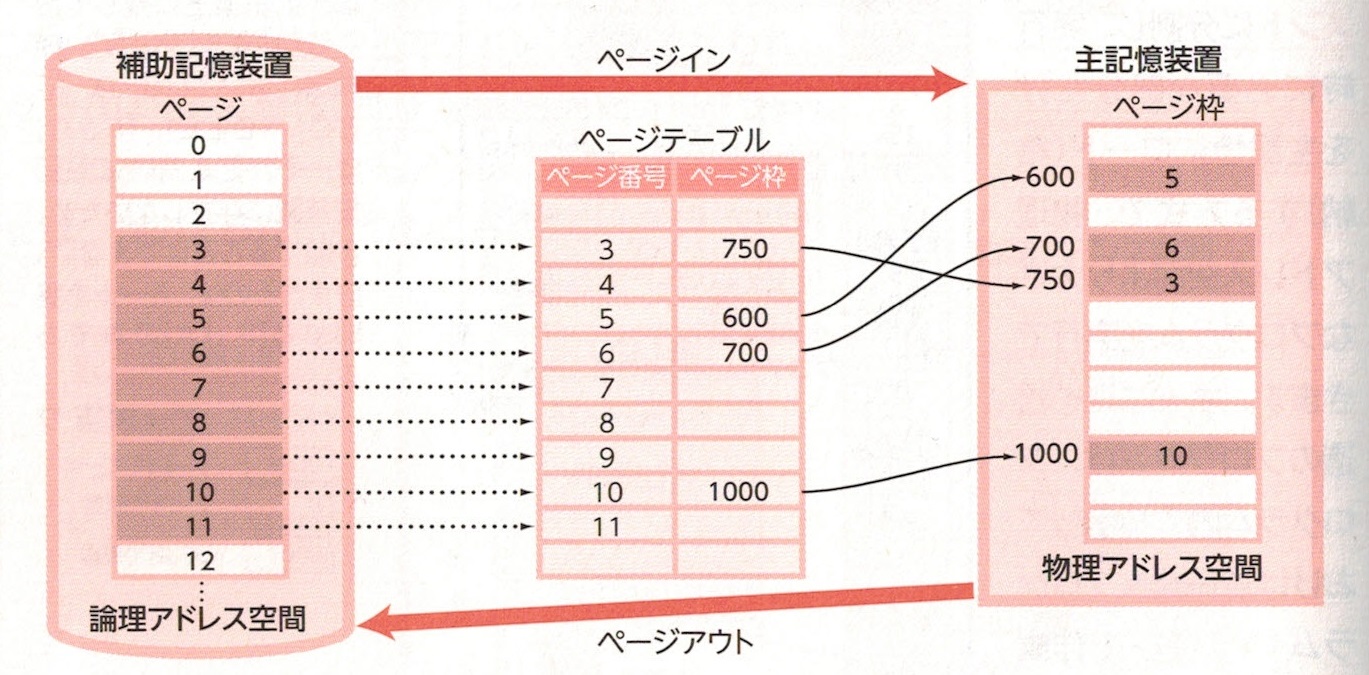 補助記憶装置
ページ
0
1
2
3
4
5
6
7
8
9
10
11
12
論理アドレス空間
ページイン
ページテーブル
ページ番号 ページ枠
3 750
4
5 600
6 700
7
8
9
10 1000
11
ページアウト
主記憶装置
ページ枠
600 5
700 6
750 3
1000 10
物理アドレス空間